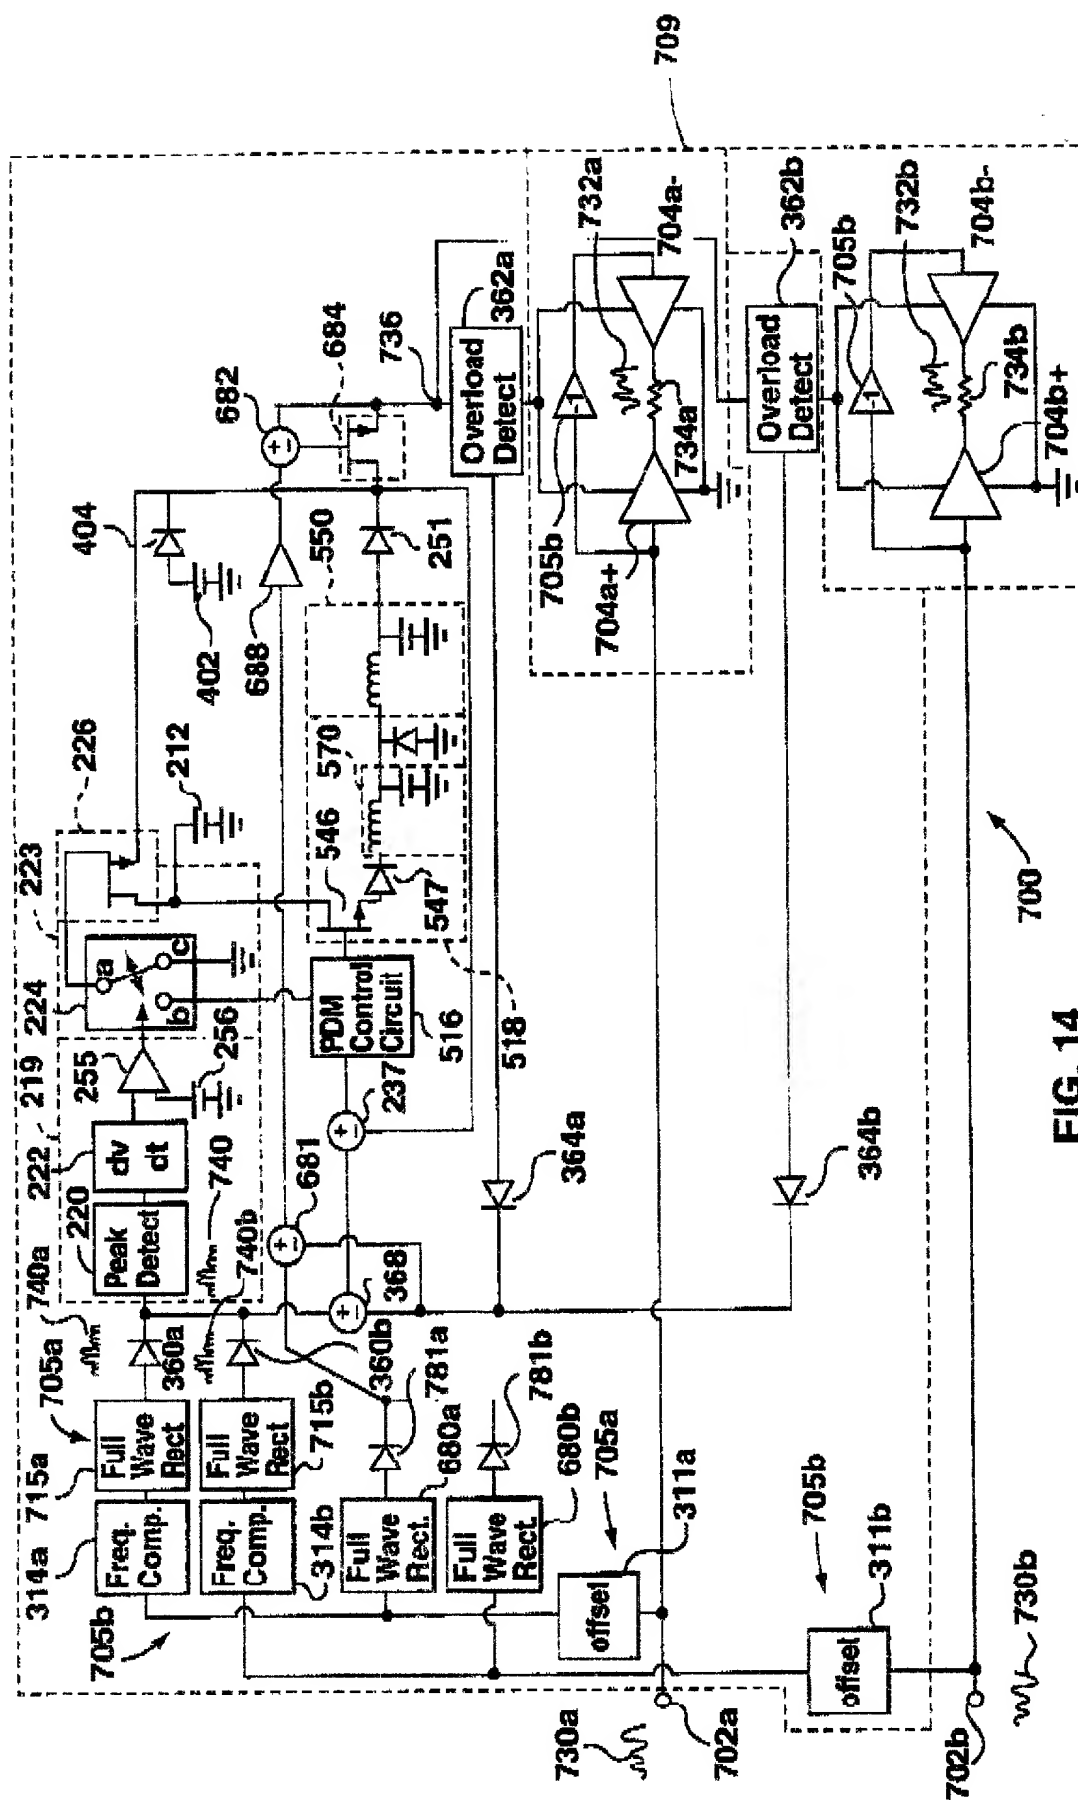 709
223
226
224
222
219
255
256
212
404
402
688
682
684
736
362a
732a
704a-
362b
705b
732b
704b-
a
b
c
220
Peak
Detect
dv
dt
740
740b
740a
705a
715a
Full
Wave
Rect
360a
314a
Freq.
Comp.
705b
Full
Wave
Rect
715b
360b
Freq.
Comp.
314b
781a
Full
Wave
Rect.
680a
781b
Full
Wave
Rect.
680b
705a
offset
311a
705b
offset
311b
681
368
237
PDM
Control
Circuit
516
518
546
547
570
550
251
364a
364b
Overload
Detect
-1
705b
704a+
734a
Overload
Detect
-1
734b
704b+
730a
702a
702b
730b
700
FIG. 14
±
±
±
±